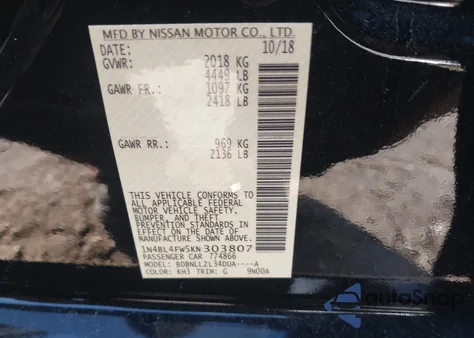 MFD BY NISSAN MOTOR CO., LTD.
DATE: 10/18
GVWR: 2018 KG
4449 LB
GAWR FR.: 1097 KG
2418 LB
GAWR RR.: 969 KG
2136 LB
THIS VEHICLE CONFORMS TO
ALL APPLICABLE FEDERAL
MOTOR VEHICLE SAFETY,
BUMPER, AND THEFT
PREVENTION STANDARDS IN
EFFECT ON THE DATE OF
MANUFACTURE SHOWN ABOVE.
1N4BL4FW5KN303807
PASSENGER CAR 774866
MODEL: BDBNLLZL34DUA----A
COLOR: KH3 TRIM: G 9N00A
autoSnap